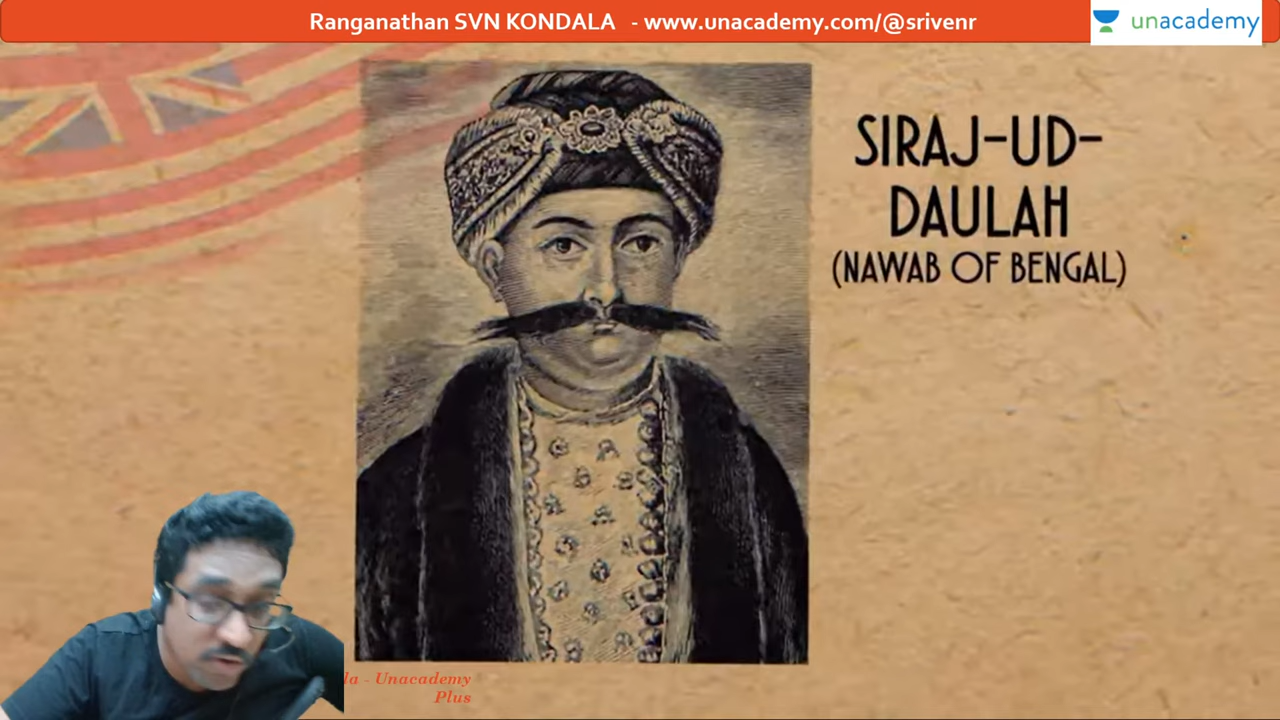 Ranganathan SVN KONDALA - www.unacademy.com/@srivenr
unacademy
SIRAJ-UD-
DAULAH
(NAWAB OF BENGAL)
la - Unacademy
Plus